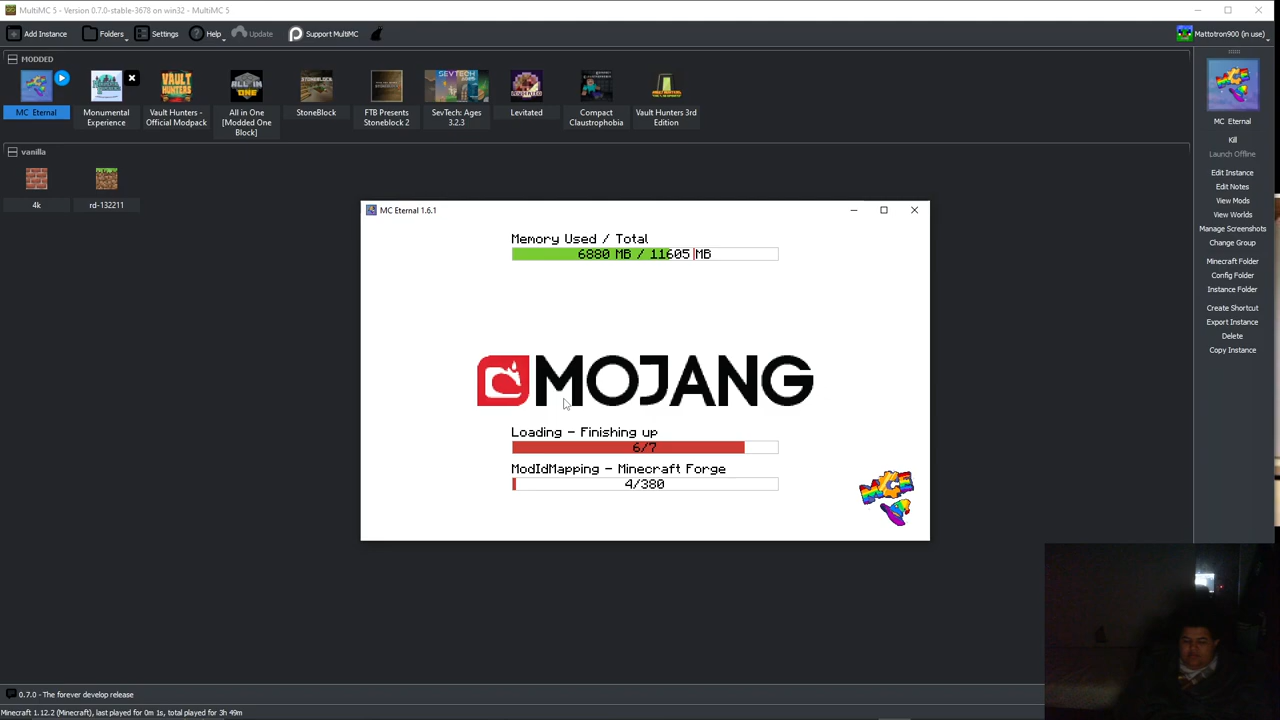 MultiMC 5 - Version 0.7.0-stable-3678 on win32 - MultiMC 5
Add Instance Folders Settings Help Update Support MultiMC Mattotron900 (in use)
MODDED
MC Eternal
Monumental
Experience
Vault Hunters -
Official Modpack
All in One
[Modded One
Block]
StoneBlock
FTB Presents
Stoneblock 2
SEVTECH
SevTech: Ages
3.2.3
Levitated
Compact
Claustrophobia
Vault Hunters 3rd
Edition
vanilla
4k
rd-132211
MC Eternal 1.6.1
Memory Used / Total
6880 MB / 11605 MB
MOJANG
Loading - Finishing up
6/7
ModIdMapping - Minecraft Forge
4/380
MCE
MCE
MC Eternal
Kill
Launch Offline
Edit Instance
Edit Notes
View Mods
View Worlds
Manage Screenshots
Change Group
Minecraft Folder
Config Folder
Instance Folder
Create Shortcut
Export Instance
Delete
Copy Instance
0.7.0 - The forever develop release
Minecraft 1.12.2 (Minecraft), last played for 0m 1s, total played for 3h 49m